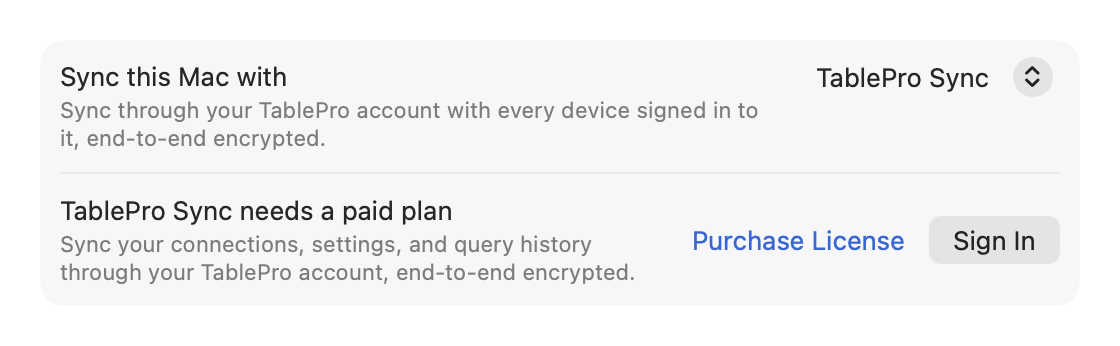 Sync this Mac with
TablePro Sync
Sync through your TablePro account with every device signed in to
it, end-to-end encrypted.
TablePro Sync needs a paid plan
Sync your connections, settings, and query history
through your TablePro account, end-to-end encrypted.
Purchase License
Sign In